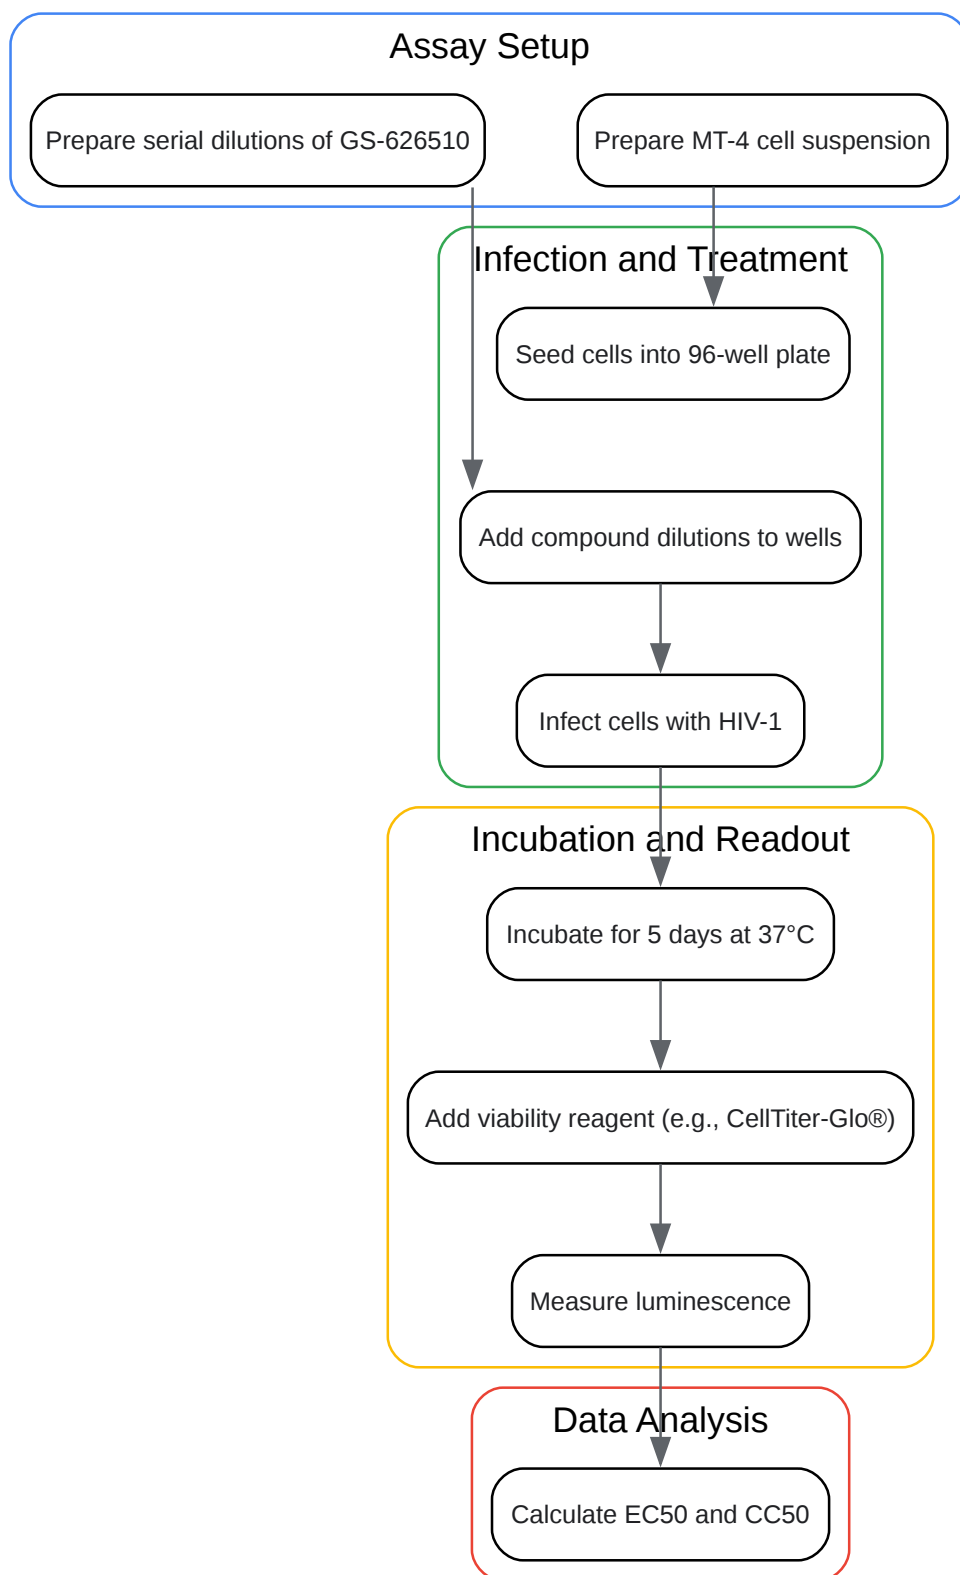 Assay Setup
Prepare serial dilutions of GS-626510
Prepare MT-4 cell suspension
Infection and Treatment
Seed cells into 96-well plate
Add compound dilutions to wells
Infect cells with HIV-1
Incubation and Readout
Incubate for 5 days at 37°C
Add viability reagent (e.g., CellTiter-Glo®)
Measure luminescence
Data Analysis
Calculate EC50 and CC50